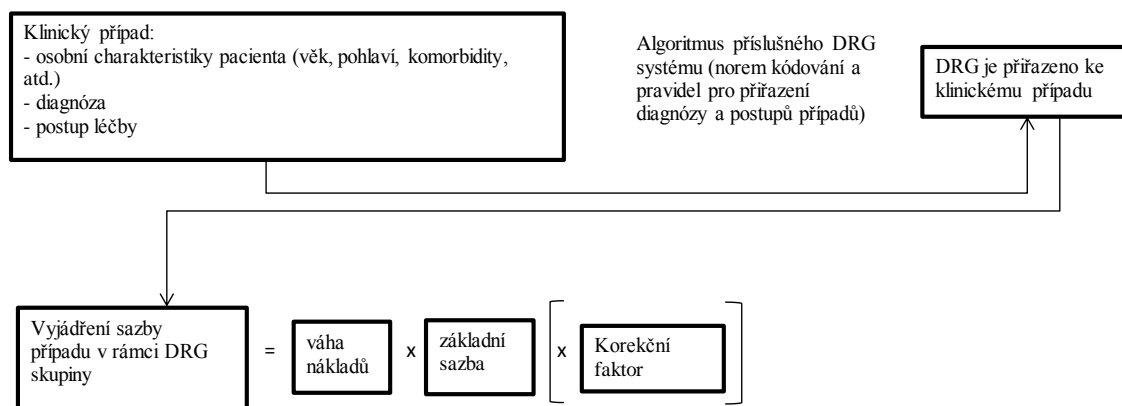 Klinický případ:
- osobní charakteristiky pacienta (věk, pohlaví, komorbidity,
atd.)
- diagnóza
- postup léčby
Algoritmus příslušného DRG
systému (norem kódování a
pravidel pro přiřazení
diagnózy a postupů případů)
DRG je přiřazeno ke
klinickému případu
Vyjádření sazby
případu v rámci DRG
skupiny
=
váha
nákladů
x
základní
sazba
x
Korekční
faktor